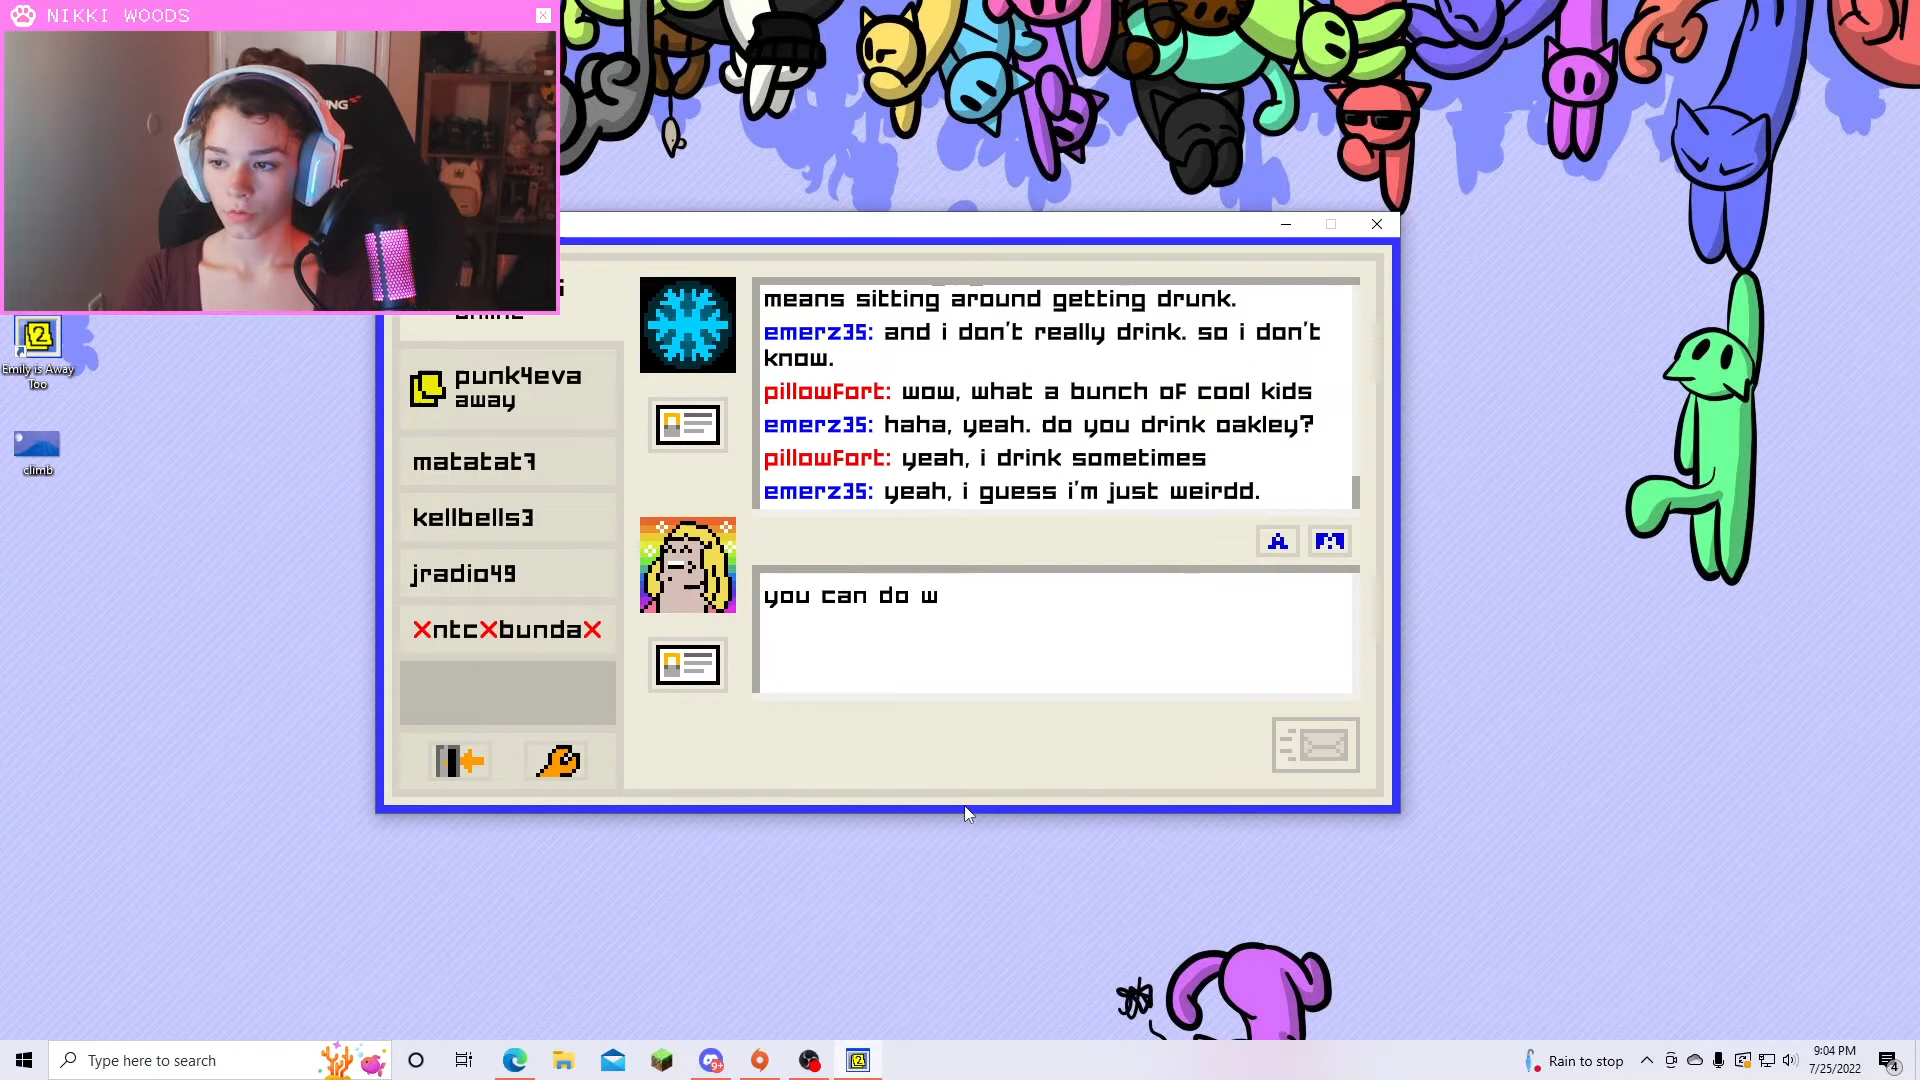 NIKKI WOODS
means sitting around getting drunk.
emerz35: and i don't really drink. so i don't
know.
pillowfort: wow, what a bunch of cool kids
emerz35: haha, yeah. do you drink oakley?
pillowfort: yeah, i drink sometimes
emerz35: yeah, i guess i'm just weirdd.
you can do w
A
punk4eva
away
matatat7
kellbells3
jradio49
XntcXbundaX
Emily is Away
Too
climb
Type here to search
9+
2
Rain to stop
9:04 PM
7/25/2022
4